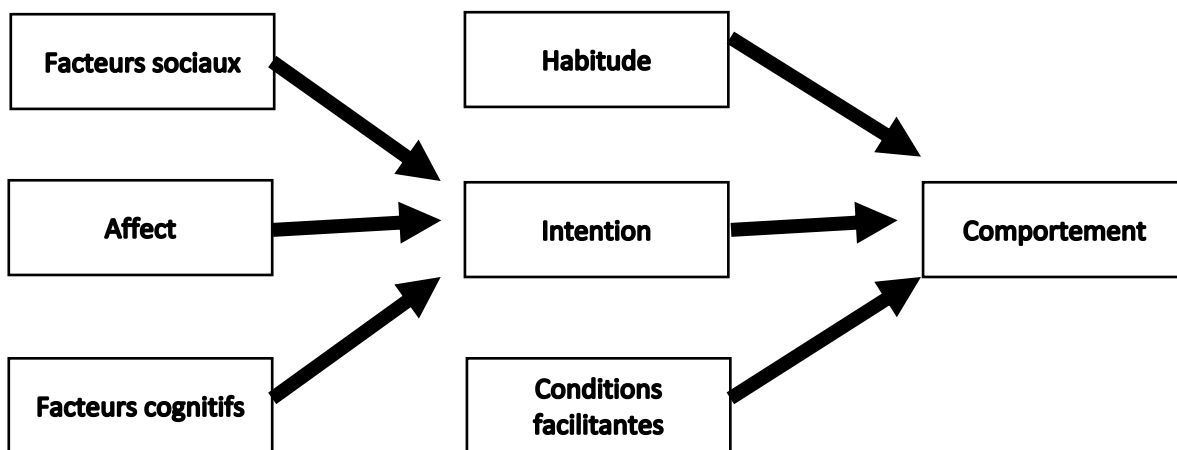 Facteurs sociaux
Habitude
Affect
Intention
Comportement
Facteurs cognitifs
Conditions
facilitantes